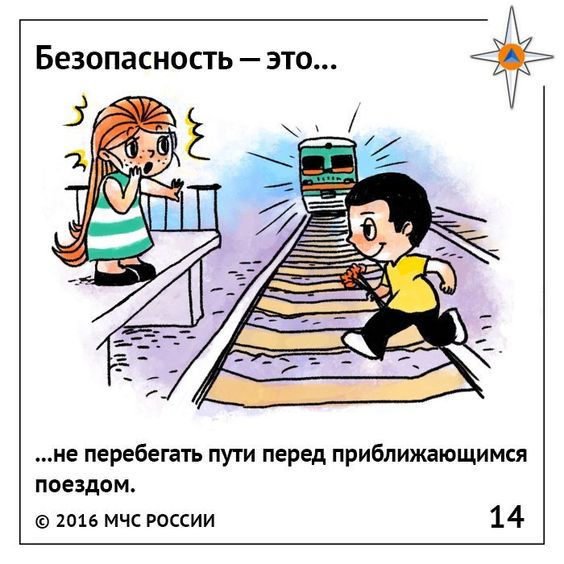 Безопасность – это...
...не перебегать пути перед приближающимся
поездом.
© 2016 МЧС РОССИИ
14